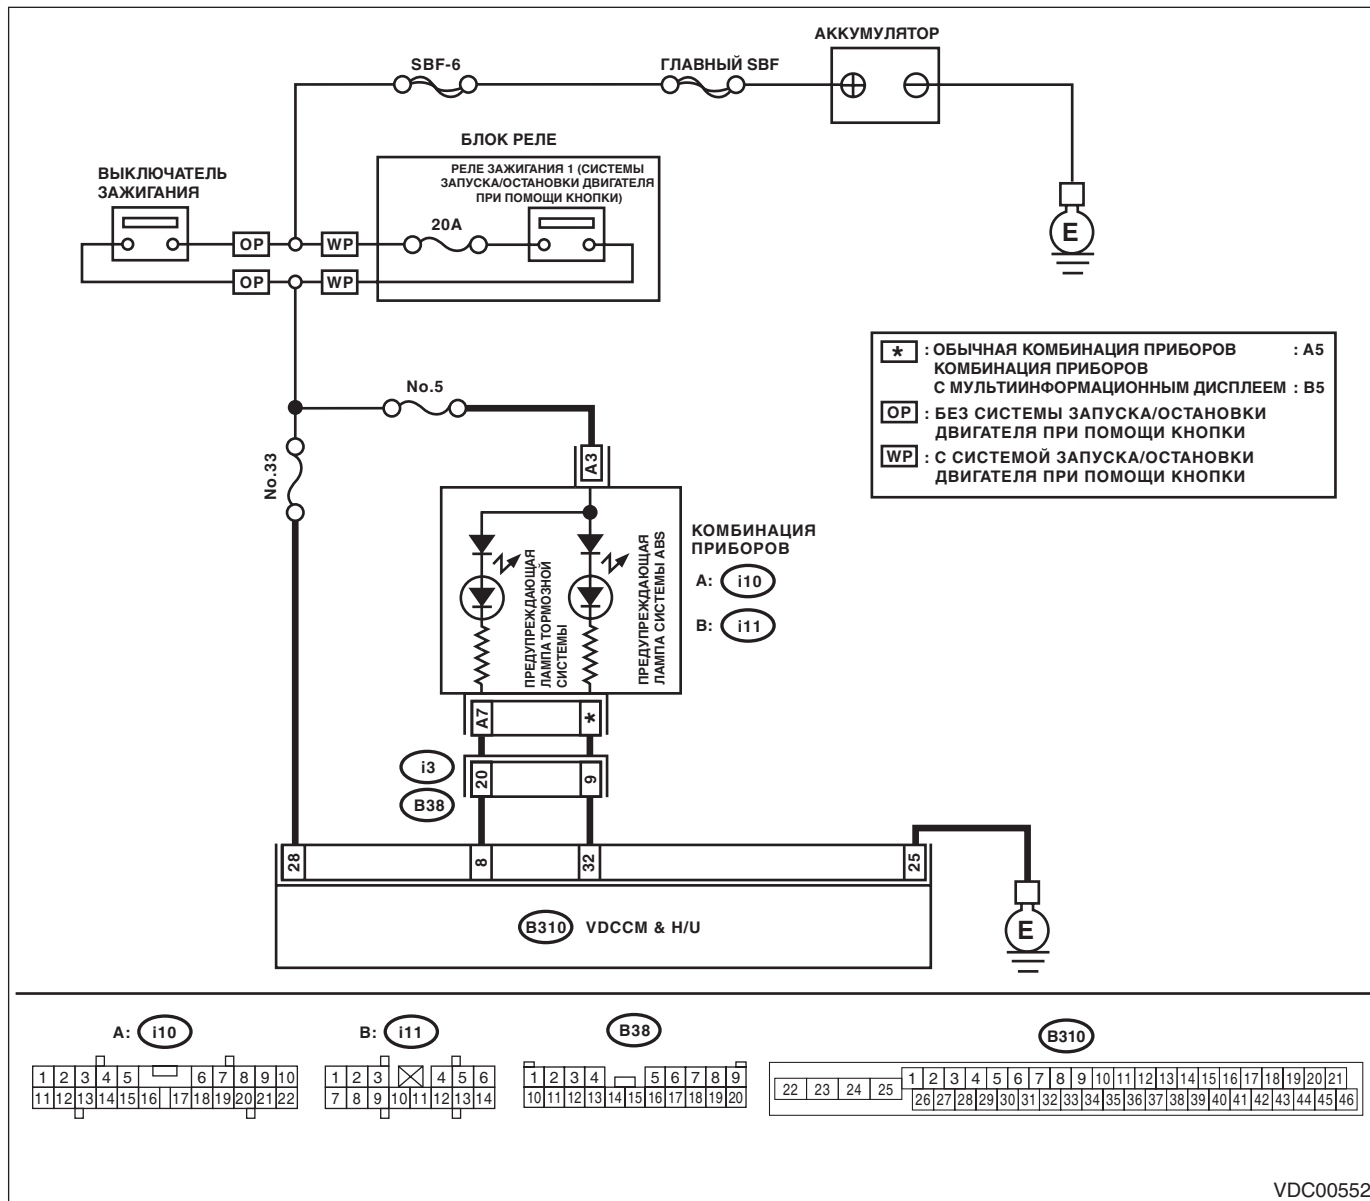 АККУМУЛЯТОР
SBF-6
ГЛАВНЫЙ SBF
БЛОК РЕЛЕ
ВЫКЛЮЧАТЕЛЬ
ЗАЖИГАНИЯ
РЕЛЕ ЗАЖИГАНИЯ 1 (СИСТЕМЫ
ЗАПУСКА/ОСТАНОВКИ ДВИГАТЕЛЯ
ПРИ ПОМОЩИ КНОПКИ)
20A
OP
WP
OP
WP
E
* : ОБЫЧНАЯ КОМБИНАЦИЯ ПРИБОРОВ : A5
КОМБИНАЦИЯ ПРИБОРОВ
С МУЛЬТИИНФОРМАЦИОННЫМ ДИСПЛЕЕМ : B5
OP : БЕЗ СИСТЕМЫ ЗАПУСКА/ОСТАНОВКИ
ДВИГАТЕЛЯ ПРИ ПОМОЩИ КНОПКИ
WP : С СИСТЕМОЙ ЗАПУСКА/ОСТАНОВКИ
ДВИГАТЕЛЯ ПРИ ПОМОЩИ КНОПКИ
No.5
No.33
A3
ПРЕДУПРЕЖДАЮЩАЯ
ЛАМПА ТОРМОЗНОЙ
СИСТЕМЫ
ПРЕДУПРЕЖДАЮЩАЯ
ЛАМПА СИСТЕМЫ ABS
КОМБИНАЦИЯ
ПРИБОРОВ
A: i10
B: i11
A7 *
i3
20 9
B38
28 8 32 25
B310 VDCCM & H/U
E
A: i10
1 2 3 4 5 6 7 8 9 10
11 12 13 14 15 16 17 18 19 20 21 22
B: i11
1 2 3 4 5 6
7 8 9 10 11 12 13 14
B38
1 2 3 4 5 6 7 8 9
10 11 12 13 14 15 16 17 18 19 20
B310
22 23 24 25
1 2 3 4 5 6 7 8 9 10 11 12 13 14 15 16 17 18 19 20 21
26 27 28 29 30 31 32 33 34 35 36 37 38 39 40 41 42 43 44 45 46
VDC00552